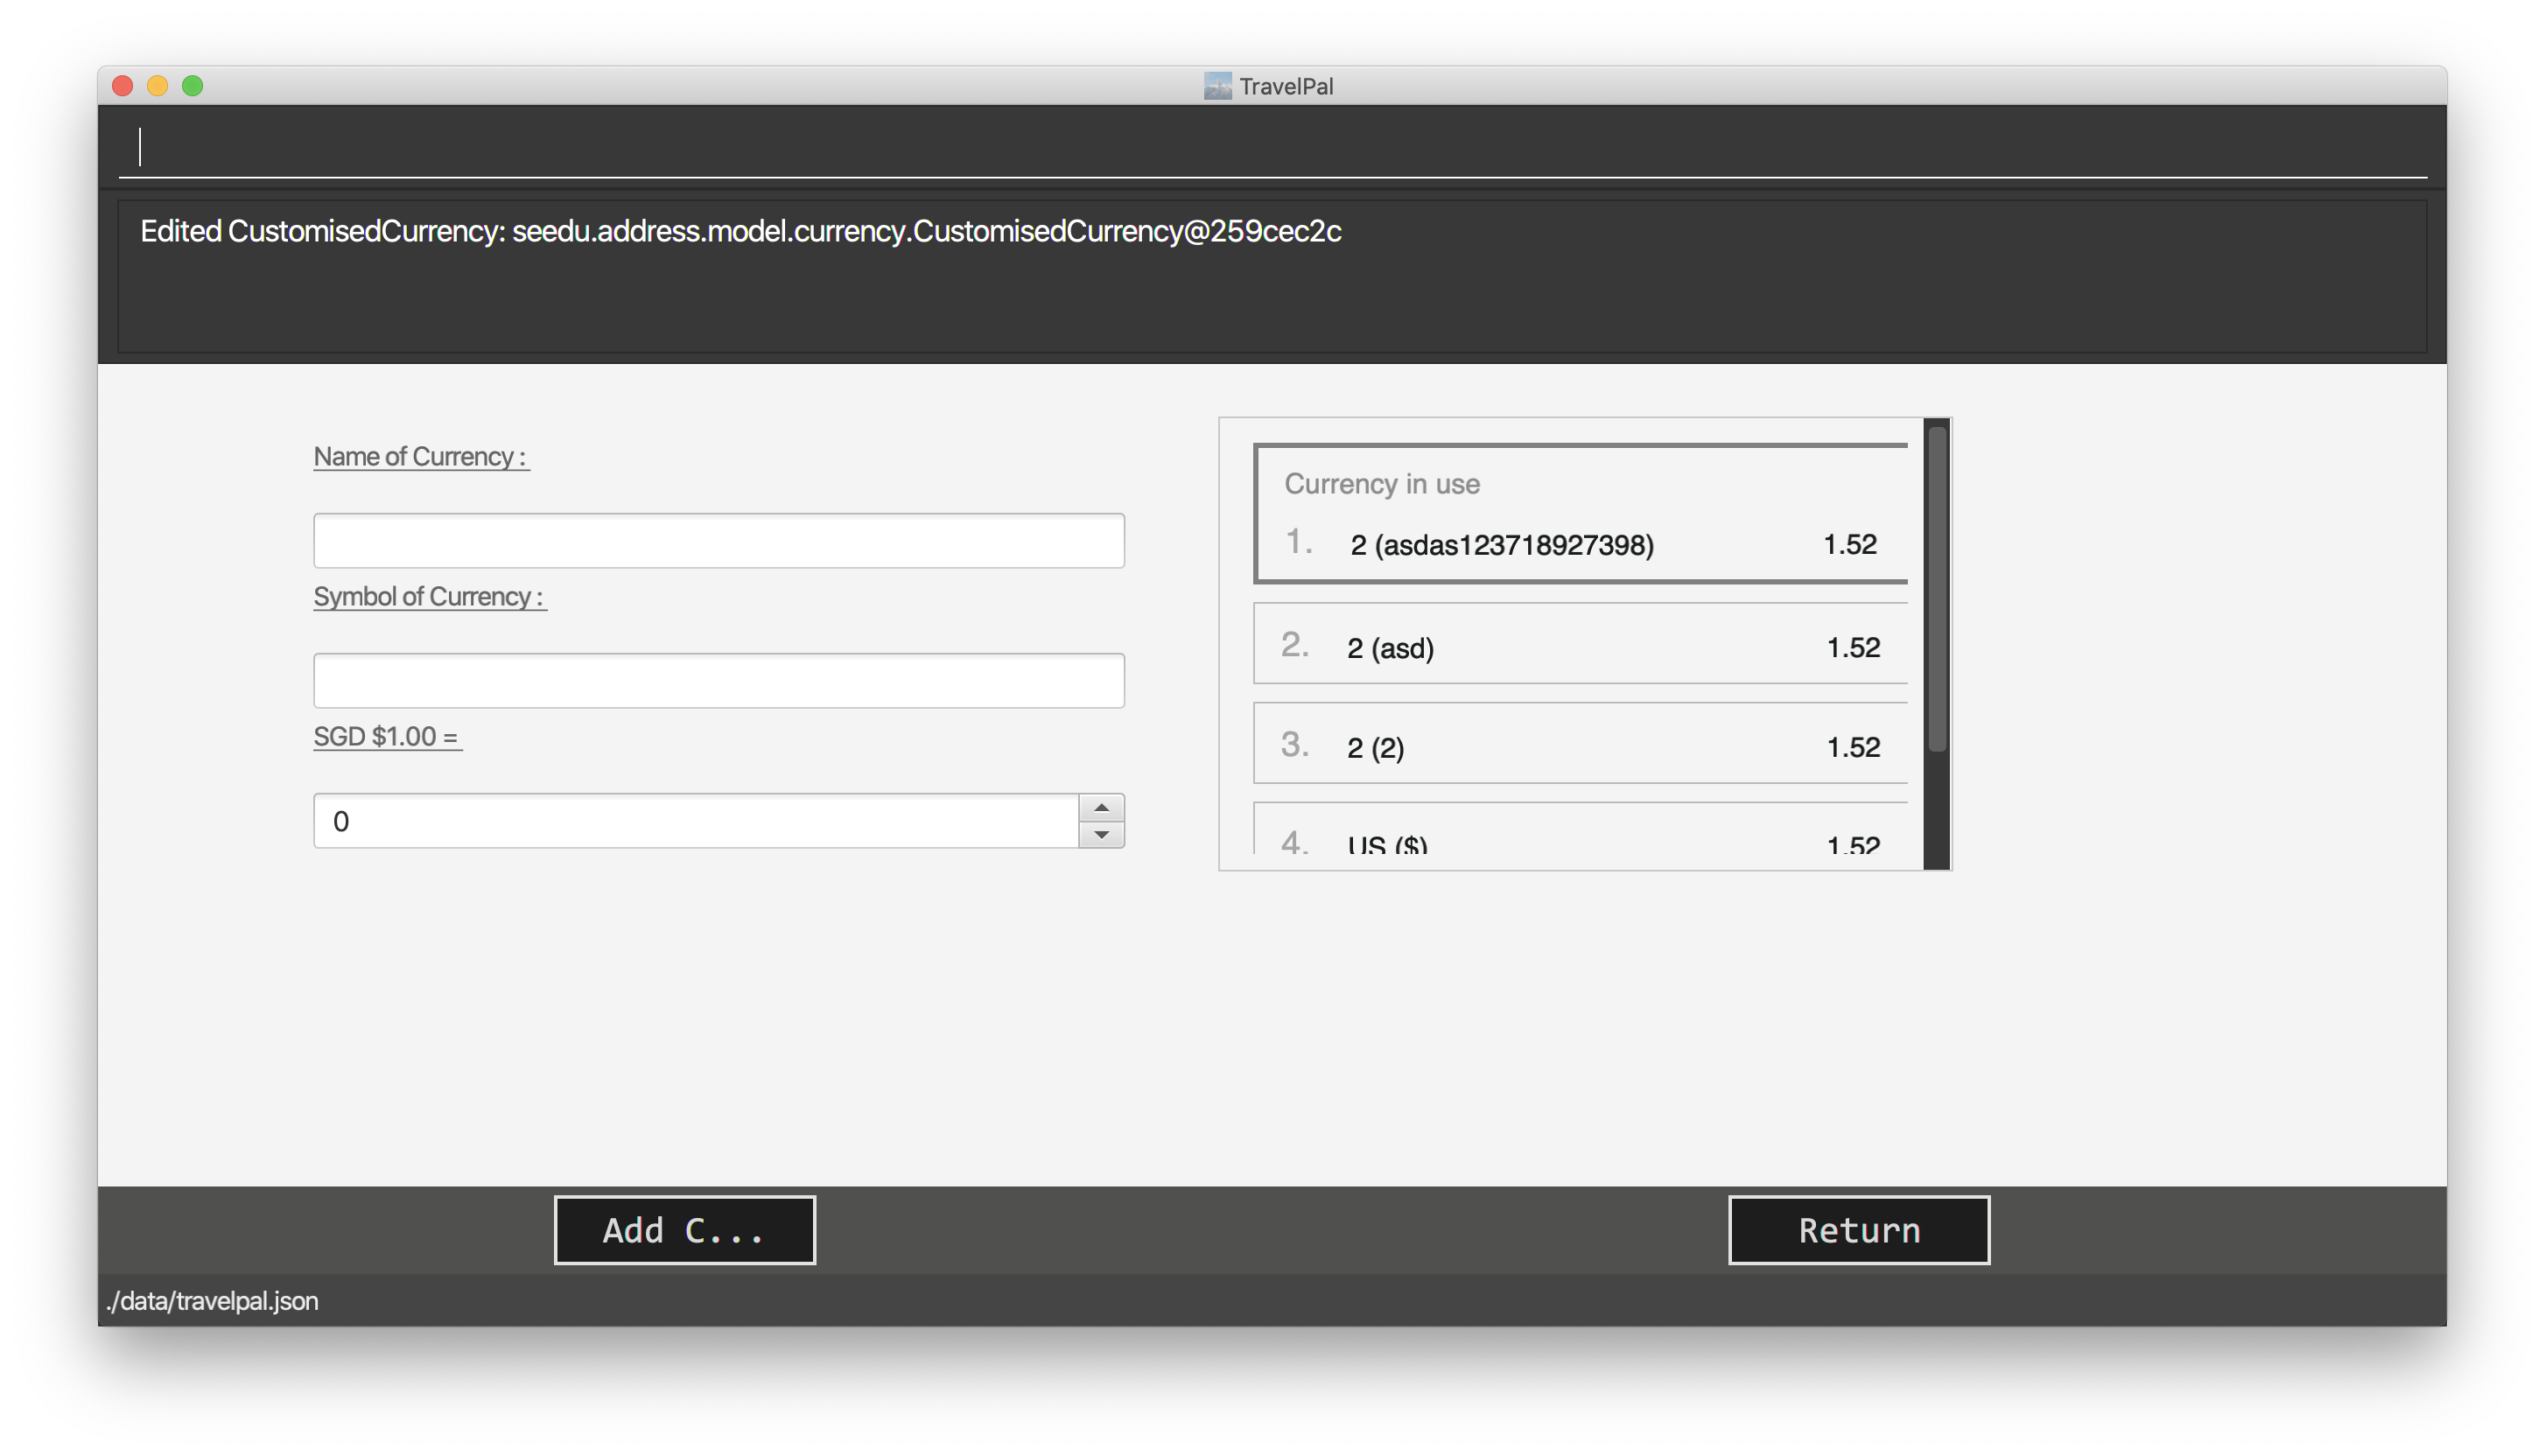 TravelPal
Edited CustomisedCurrency: seedu.address.model.currency.CustomisedCurrency@259cec2c
Name of Currency :
Symbol of Currency :
SGD $1.00 =
0
Currency in use
1. 2 (asdas123718927398) 1.52
2. 2 (asd) 1.52
3. 2 (2) 1.52
4. US ($) 1.52
Add C...
Return
./data/travelpal.json